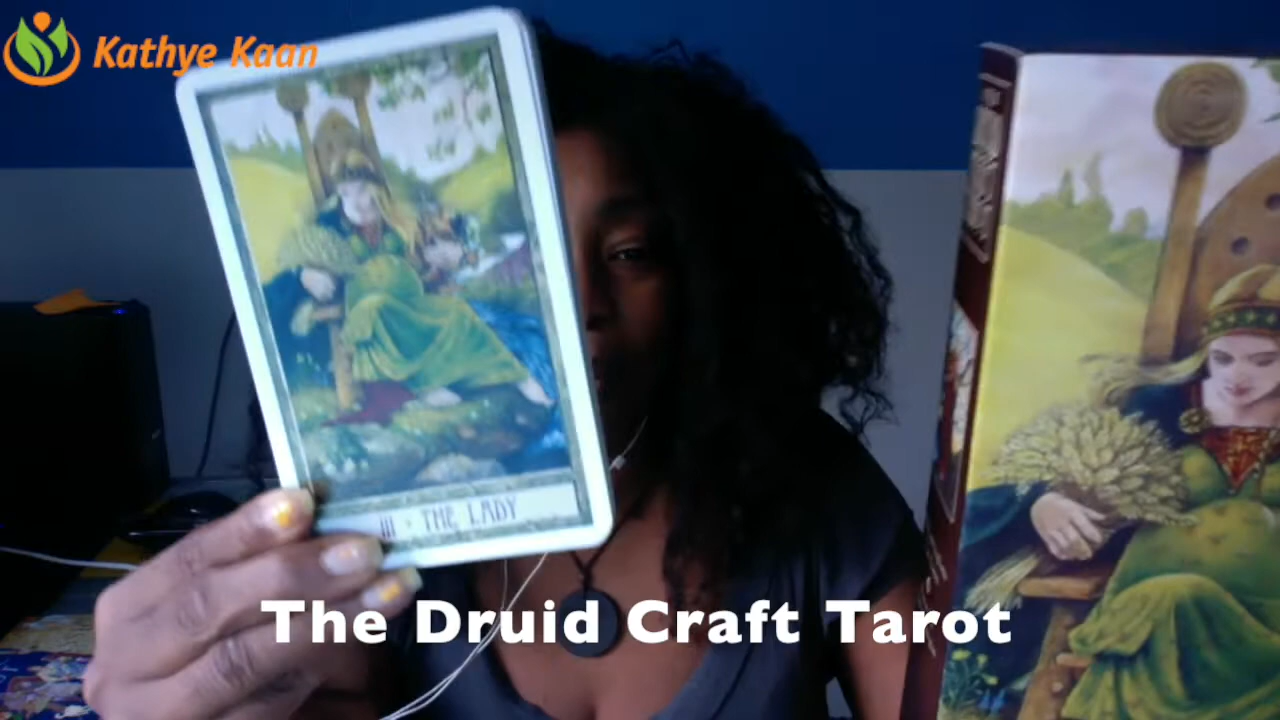 Kathye Kaan
III · THE LADY
The Druid Craft Tarot